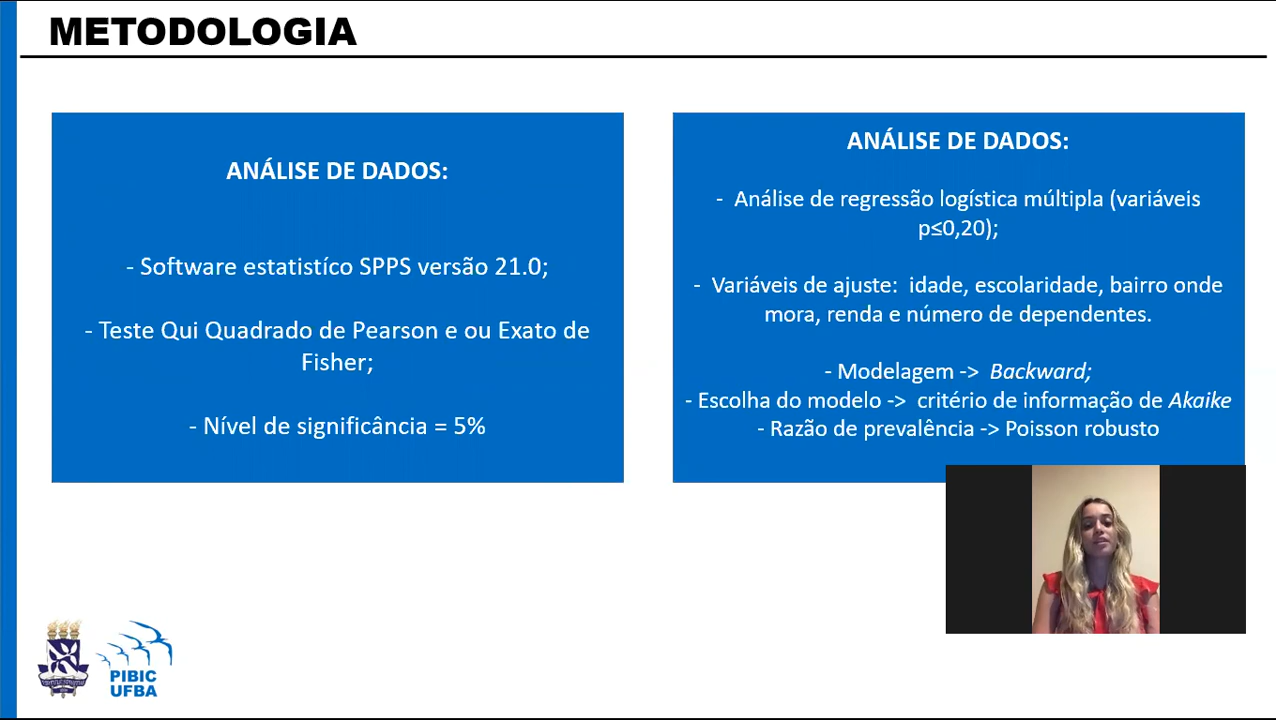 METODOLOGIA
ANÁLISE DE DADOS:
- Software estatistíco SPPS versão 21.0;
- Teste Qui Quadrado de Pearson e ou Exato de
Fisher;
- Nível de significância = 5%
ANÁLISE DE DADOS:
- Análise de regressão logística múltipla (variáveis
p≤0,20);
- Variáveis de ajuste: idade, escolaridade, bairro onde
mora, renda e número de dependentes.
- Modelagem -> Backward;
- Escolha do modelo -> critério de informação de Akaike
- Razão de prevalência -> Poisson robusto
PIBIC
UFBA